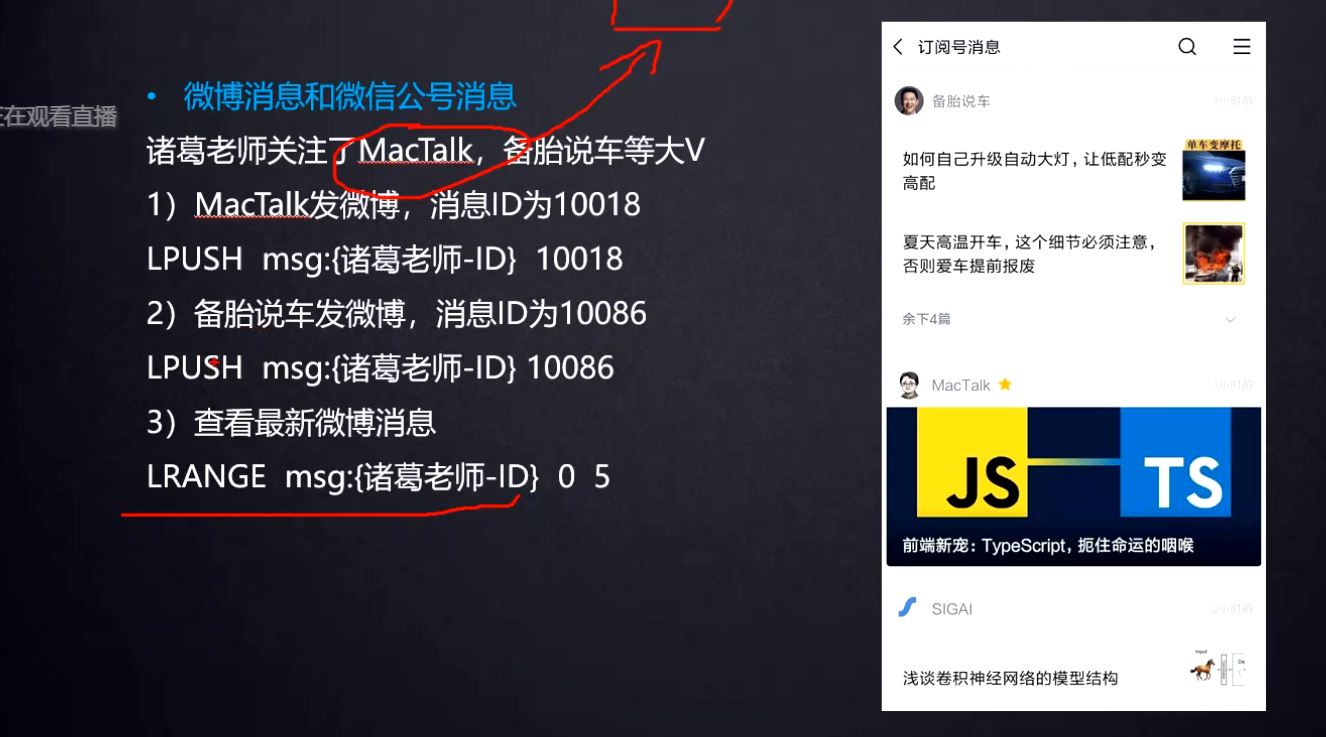 正在观看直播
• 微博消息和微信公号消息
诸葛老师关注了MacTalk，备胎说车等大V
1）MacTalk发微博，消息ID为10018
LPUSH msg:{诸葛老师-ID} 10018
2）备胎说车发微博，消息ID为10086
LPUSH msg:{诸葛老师-ID} 10086
3）查看最新微博消息
LRANGE msg:{诸葛老师-ID} 0 5
订阅号消息
备胎说车 1小时前
如何自己升级自动大灯，让低配秒变
高配
单车变摩托
夏天高温开车，这个细节必须注意，
否则爱车提前报废
余下4篇
MacTalk 1小时前
JS TS
前端新宠：TypeScript，扼住命运的咽喉
SIGAI 2小时前
Input
浅谈卷积神经网络的模型结构